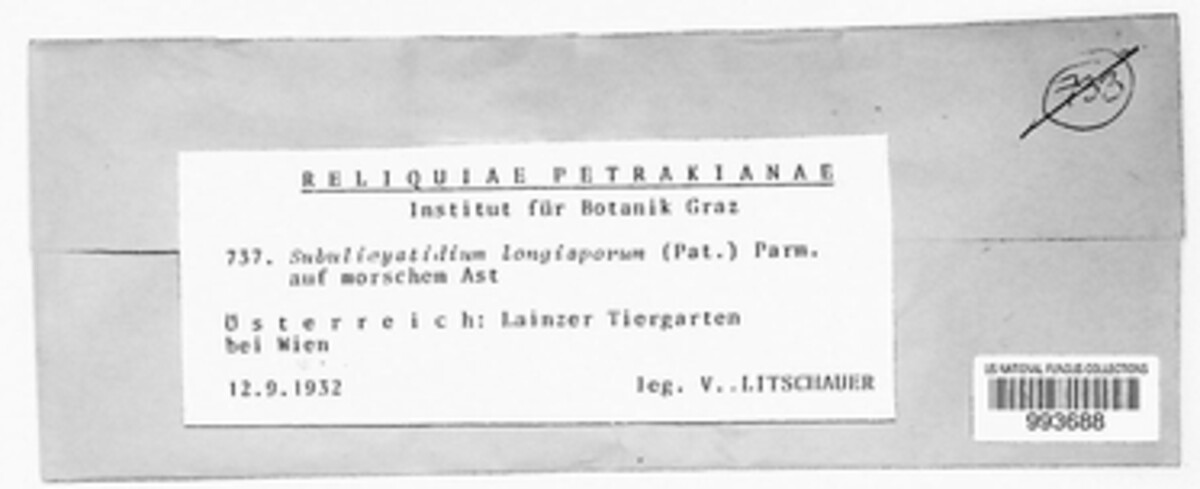 733
RELIQUIAE PETRAKIANAE
Institut für Botanik Graz
737. Subulicystidium longisporum (Pat.) Parm.
auf morschem Ast
Österreich: Lainzer Tiergarten
bei Wien
12.9.1932 leg. V. LITSCHAUER
US NATIONAL FUNGUS COLLECTIONS
993688